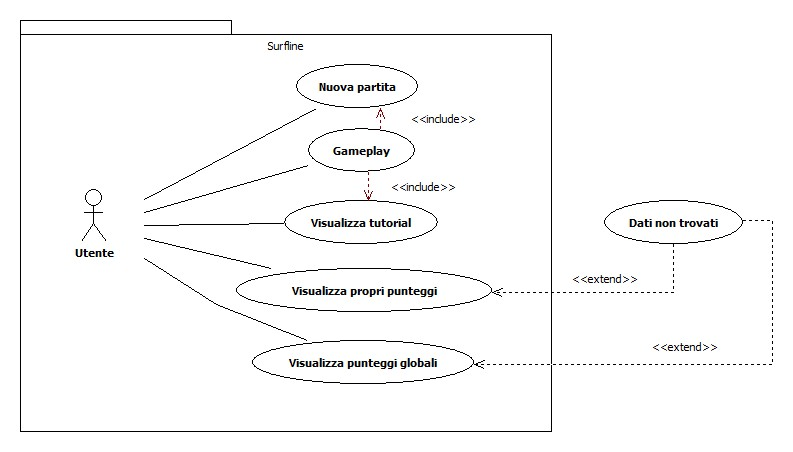 Surfline
Nuova partita
<<include>>
Gameplay
<<include>>
Visualizza tutorial
Dati non trovati
Utente
<<extend>>
Visualizza propri punteggi
<<extend>>
Visualizza punteggi globali